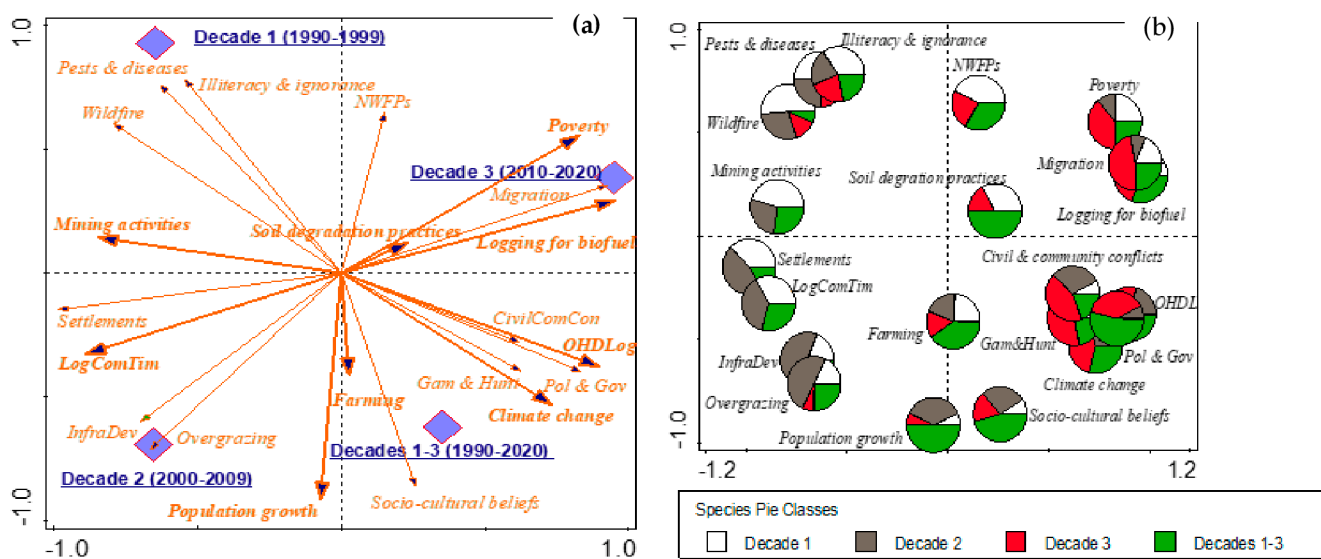 (a)
1.0
Decade 1 (1990-1999)
Pests & diseases
Illiteracy & ignorance
NWFPs
Wildfire
Poverty
Decade 3 (2010-2020)
Migration
Mining activities
Soil degradation practices
Logging for biofuel
Settlements
CivilComCon
LogComTim
OHDLog
Gam & Hunt
Pol & Gov
Farming
Climate change
InfraDev
Overgrazing
Decades 1-3 (1990-2020)
Decade 2 (2000-2009)
Population growth
Socio-cultural beliefs
-1.0
-1.0
1.0
(b)
1.0
Pests & diseases
Illiteracy & ignorance
NWFPs
Poverty
Wildfire
Migration
Mining activities
Soil degration practices
Logging for biofuel
Civil & community conflicts
Settlements
LogComTim
OHDL
Farming
Gam&Hunt
Pol & Gov
InfraDev
Climate change
Overgrazing
Socio-cultural beliefs
Population growth
-1.0
-1.2
1.2
Species Pie Classes
Decade 1
Decade 2
Decade 3
Decades 1-3